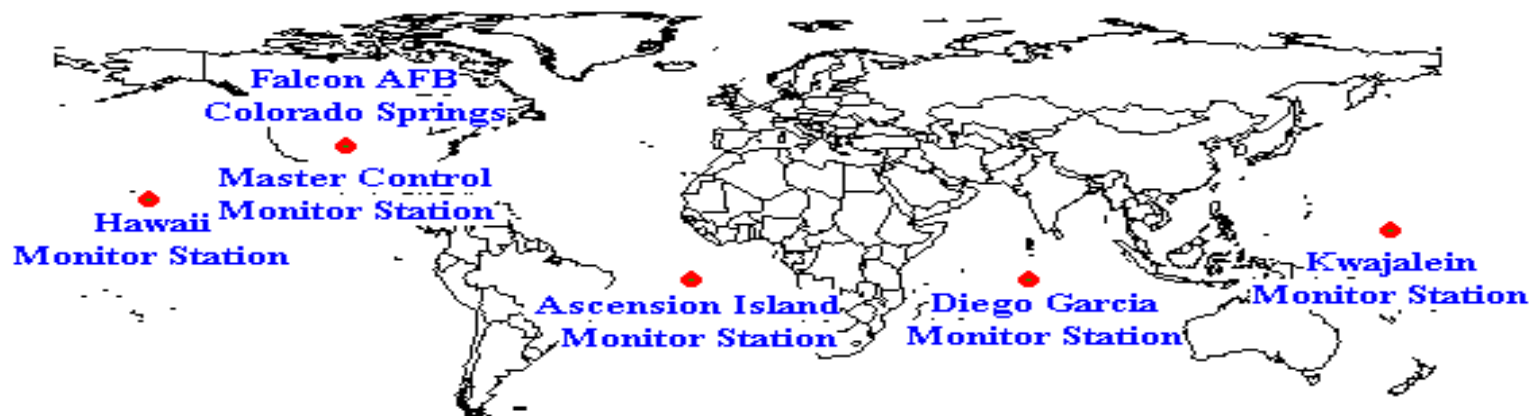 Falcon AFB
Colorado Springs
Master Control
Monitor Station
Hawaii
Monitor Station
Ascension Island
Monitor Station
Diego Garcia
Monitor Station
Kwajalein
Monitor Station